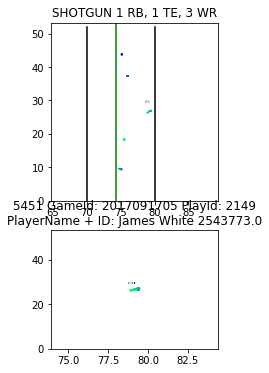 SHOTGUN 1 RB, 1 TE, 3 WR
50
40
30
20
10
0
65 70 75 80 85
5451 GameId: 2017091705 PlayId: 2149
PlayerName + ID: James White 2543773.0
40
20
0
75.0 77.5 80.0 82.5